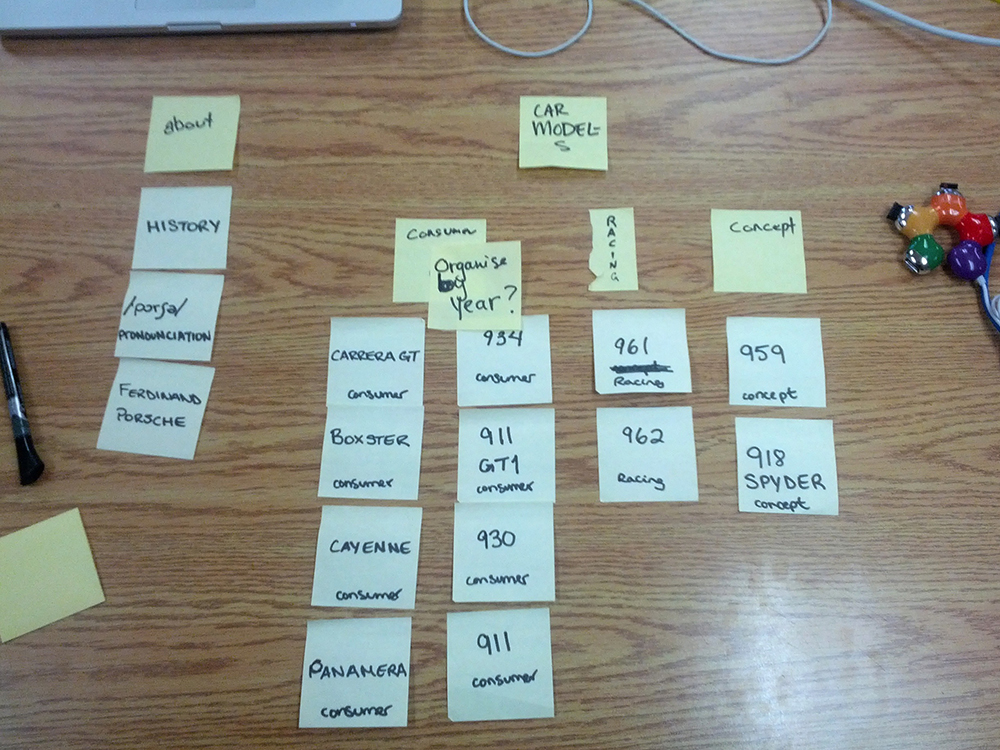 about
HISTORY
/porʃə/
PRONOUNCIATION
FERDINAND
PORSCHE
CAR
MODEL-
S
Consumer
Organise
by
year?
RACING
Concept
CARRERA GT
consumer
BOXSTER
consumer
CAYENNE
consumer
PANAMERA
consumer
934
consumer
911
GT1
consumer
930
consumer
911
consumer
961
Racing
962
Racing
959
concept
918
SPYDER
concept